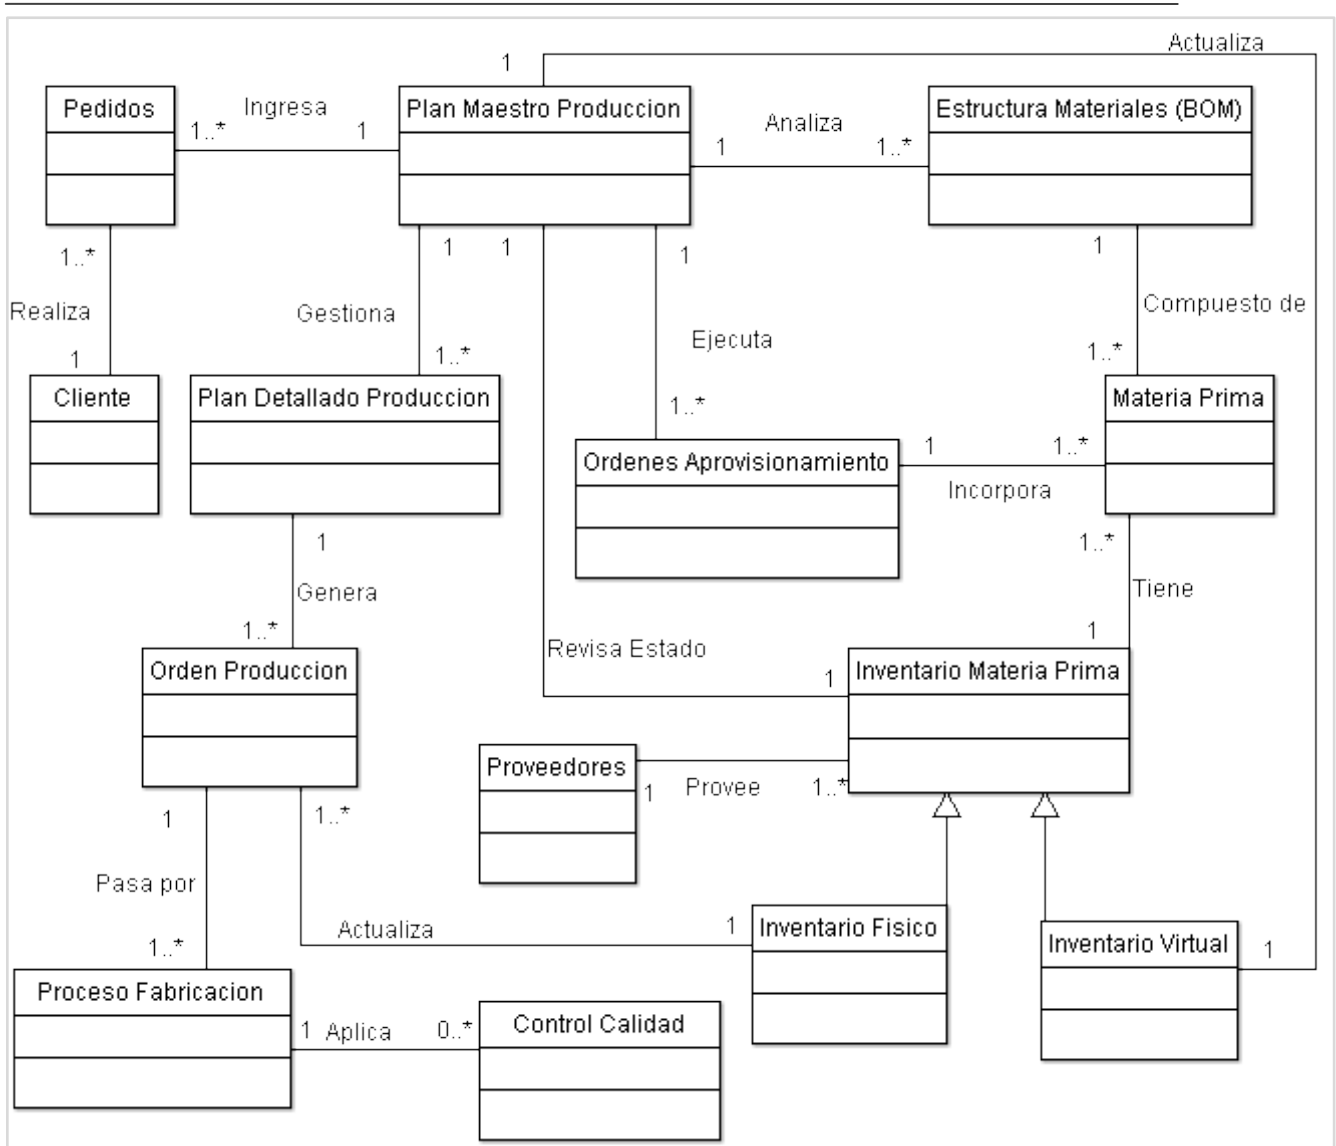 Actualiza
1
Pedidos
Ingresa
1..*
1
Plan Maestro Produccion
Analiza
1
1..*
Estructura Materiales (BOM)
1..*
1
1
1
1
Realiza
Gestiona
Ejecuta
Compuesto de
1
1..*
1..*
1..*
Cliente
Plan Detallado Produccion
Materia Prima
Ordenes Aprovisionamiento
1
1..*
Incorpora
1
1..*
Genera
Tiene
1..*
1
Revisa Estado
1
Orden Produccion
Inventario Materia Prima
Proveedores
1
Provee
1..*
1
1..*
Pasa por
1..*
Actualiza
1
Inventario Fisico
Inventario Virtual
1
Proceso Fabricacion
1
Aplica
0..*
Control Calidad